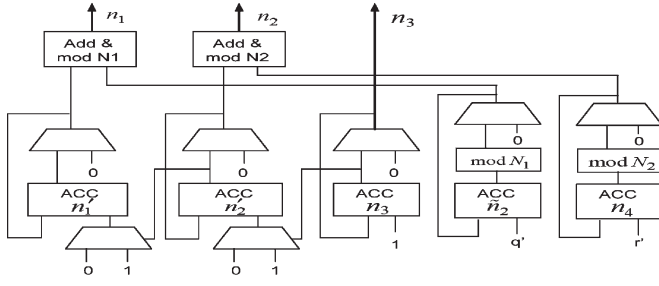 n₁ n₂ n₃
Add & mod N1 Add & mod N2
0 0 0 0 0
mod N₁ mod N₂
ACC n₁′ ACC n₂′ ACC n₃ ACC ñ₂ ACC n₄
0 1 0 1 1 q' r'